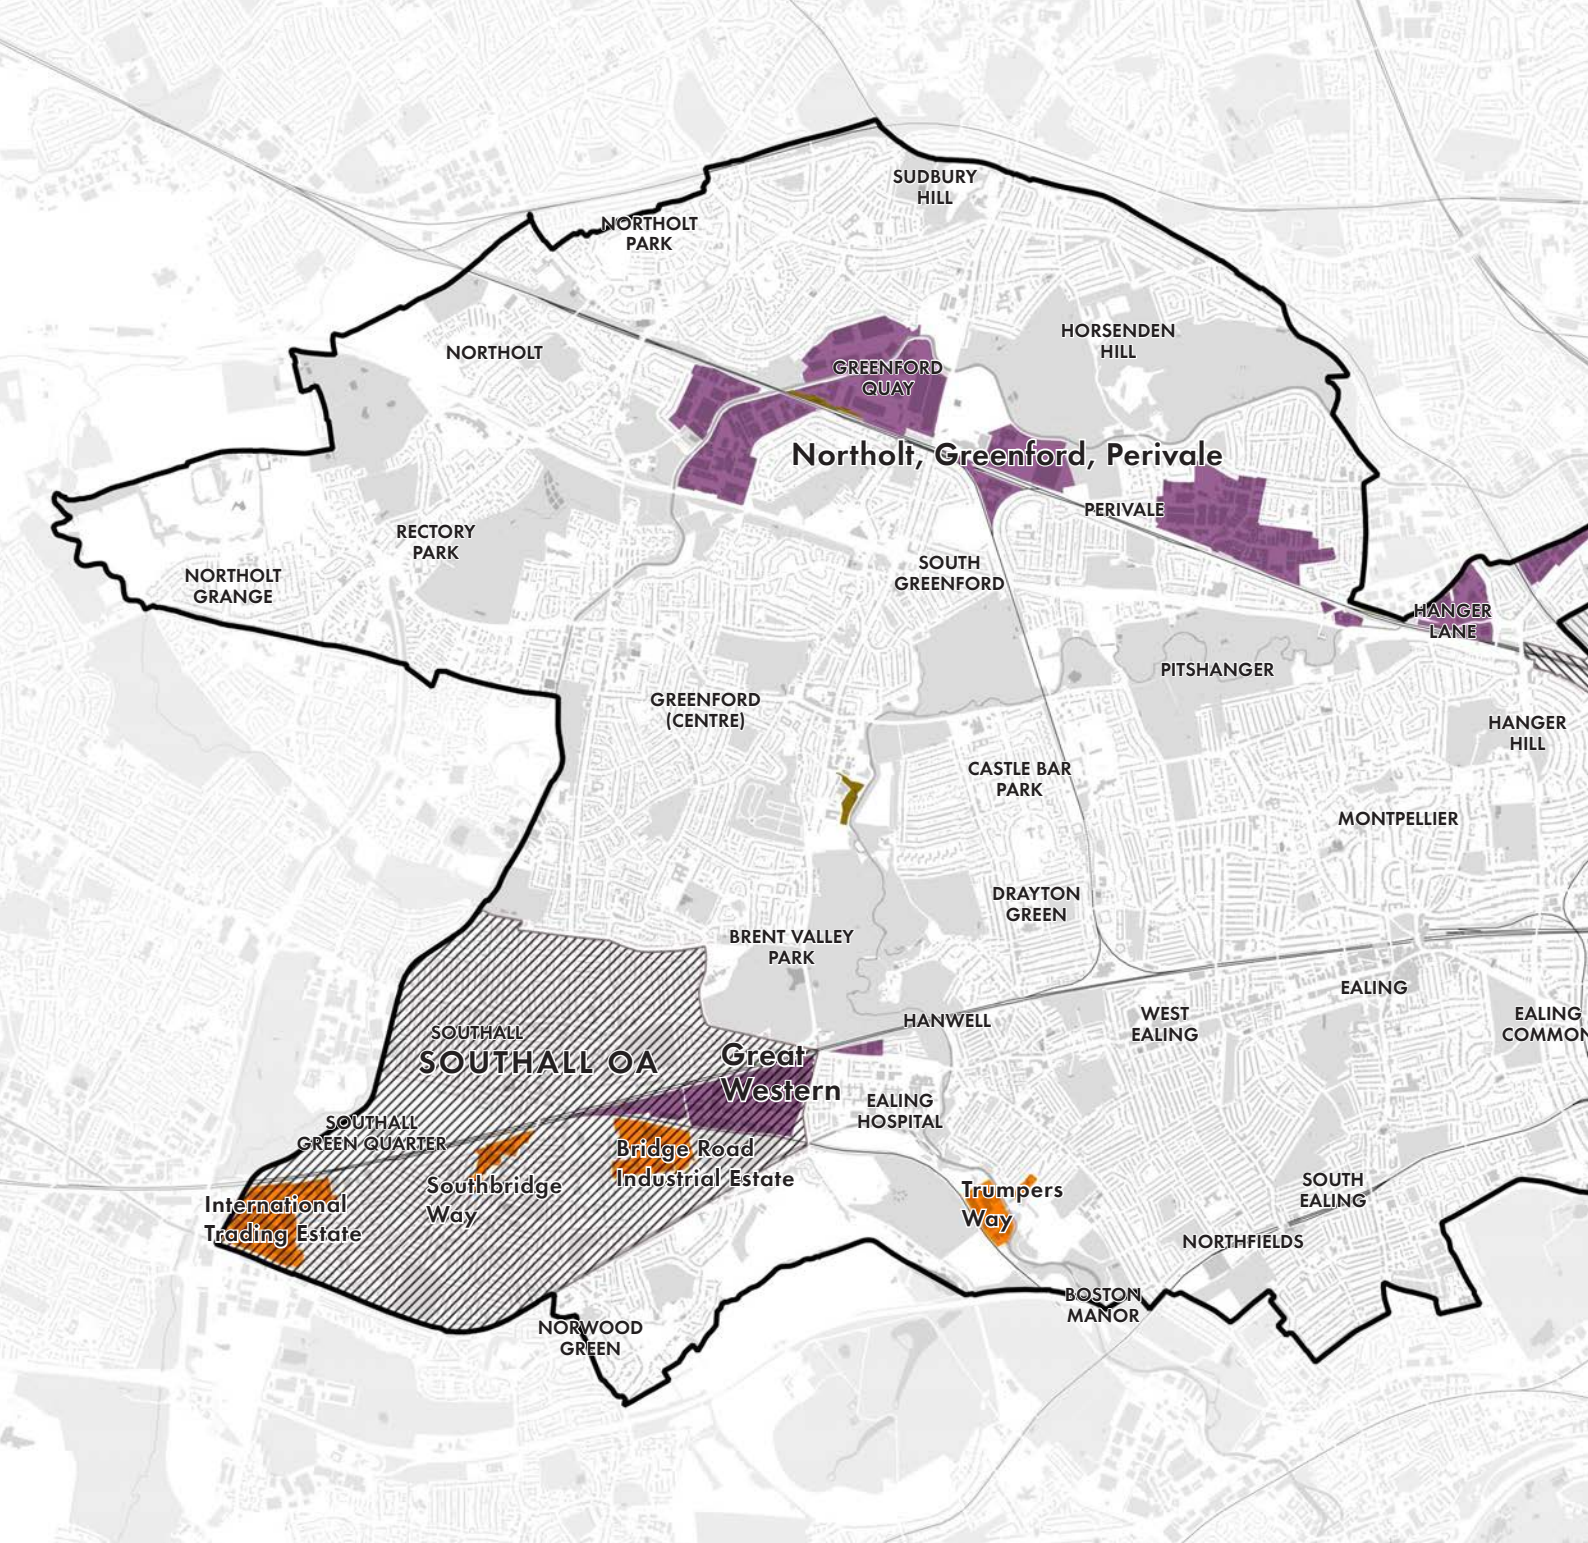 SUDBURY
HILL
NORTHOLT
PARK
HORSENDEN
HILL
NORTHOLT
GREENFORD
QUAY
Northolt, Greenford, Perivale
PERIVALE
RECTORY
PARK
SOUTH
GREENFORD
NORTHOLT
GRANGE
HANGER
LANE
PITSHANGER
GREENFORD
(CENTRE)
HANGER
HILL
CASTLE BAR
PARK
MONTPELLIER
DRAYTON
GREEN
BRENT VALLEY
PARK
EALING
HANWELL
WEST
EALING
EALING
COMMON
SOUTHALL
SOUTHALL OA
Great
Western
EALING
HOSPITAL
SOUTHALL
GREEN QUARTER
Bridge Road
Industrial Estate
Southbridge
Way
International
Trading Estate
Trumpers
Way
SOUTH
EALING
NORTHFIELDS
BOSTON
MANOR
NORWOOD
GREEN